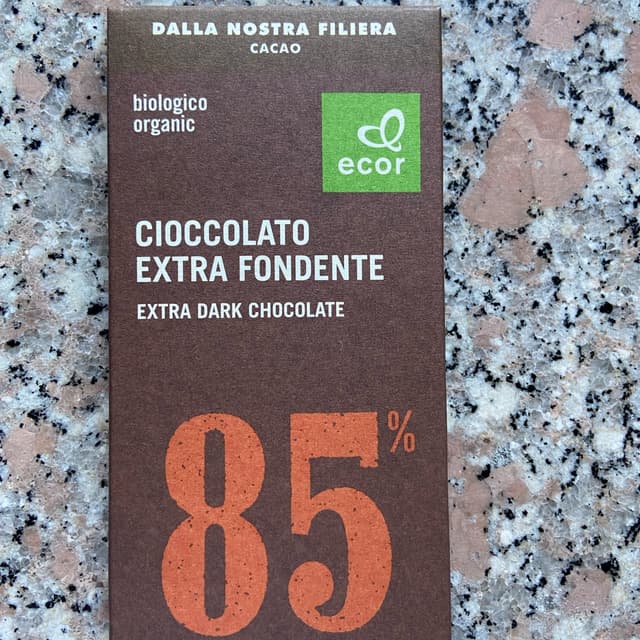 DALLA NOSTRA FILIERA
CACAO
biologico
organic
ecor
CIOCCOLATO
EXTRA FONDENTE
EXTRA DARK CHOCOLATE
85%